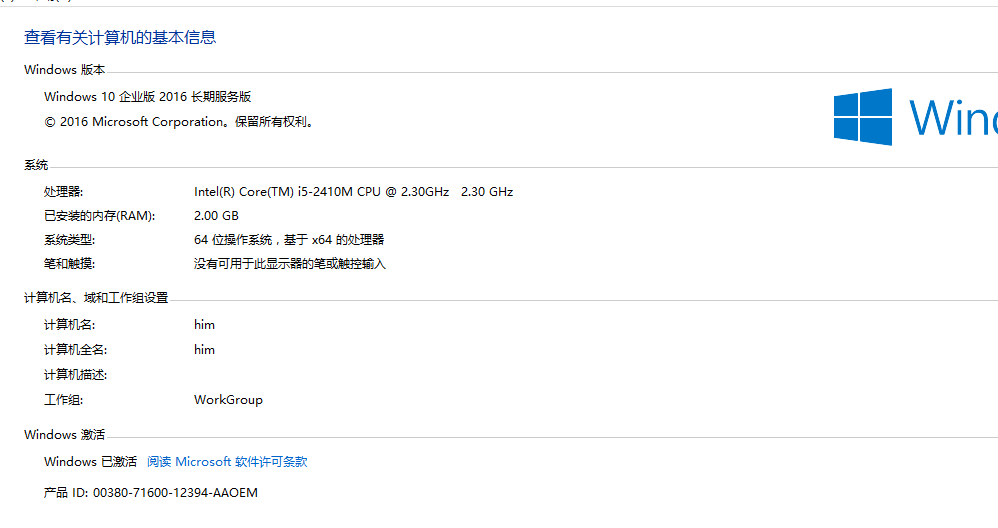 查看有关计算机的基本信息
Windows 版本
Windows 10 企业版 2016 长期服务版
© 2016 Microsoft Corporation。保留所有权利。
Wind
系统
处理器: Intel(R) Core(TM) i5-2410M CPU @ 2.30GHz 2.30 GHz
已安装的内存(RAM): 2.00 GB
系统类型: 64 位操作系统，基于 x64 的处理器
笔和触摸: 没有可用于此显示器的笔或触控输入
计算机名、域和工作组设置
计算机名: him
计算机全名: him
计算机描述:
工作组: WorkGroup
Windows 激活
Windows 已激活 阅读 Microsoft 软件许可条款
产品 ID: 00380-71600-12394-AAOEM